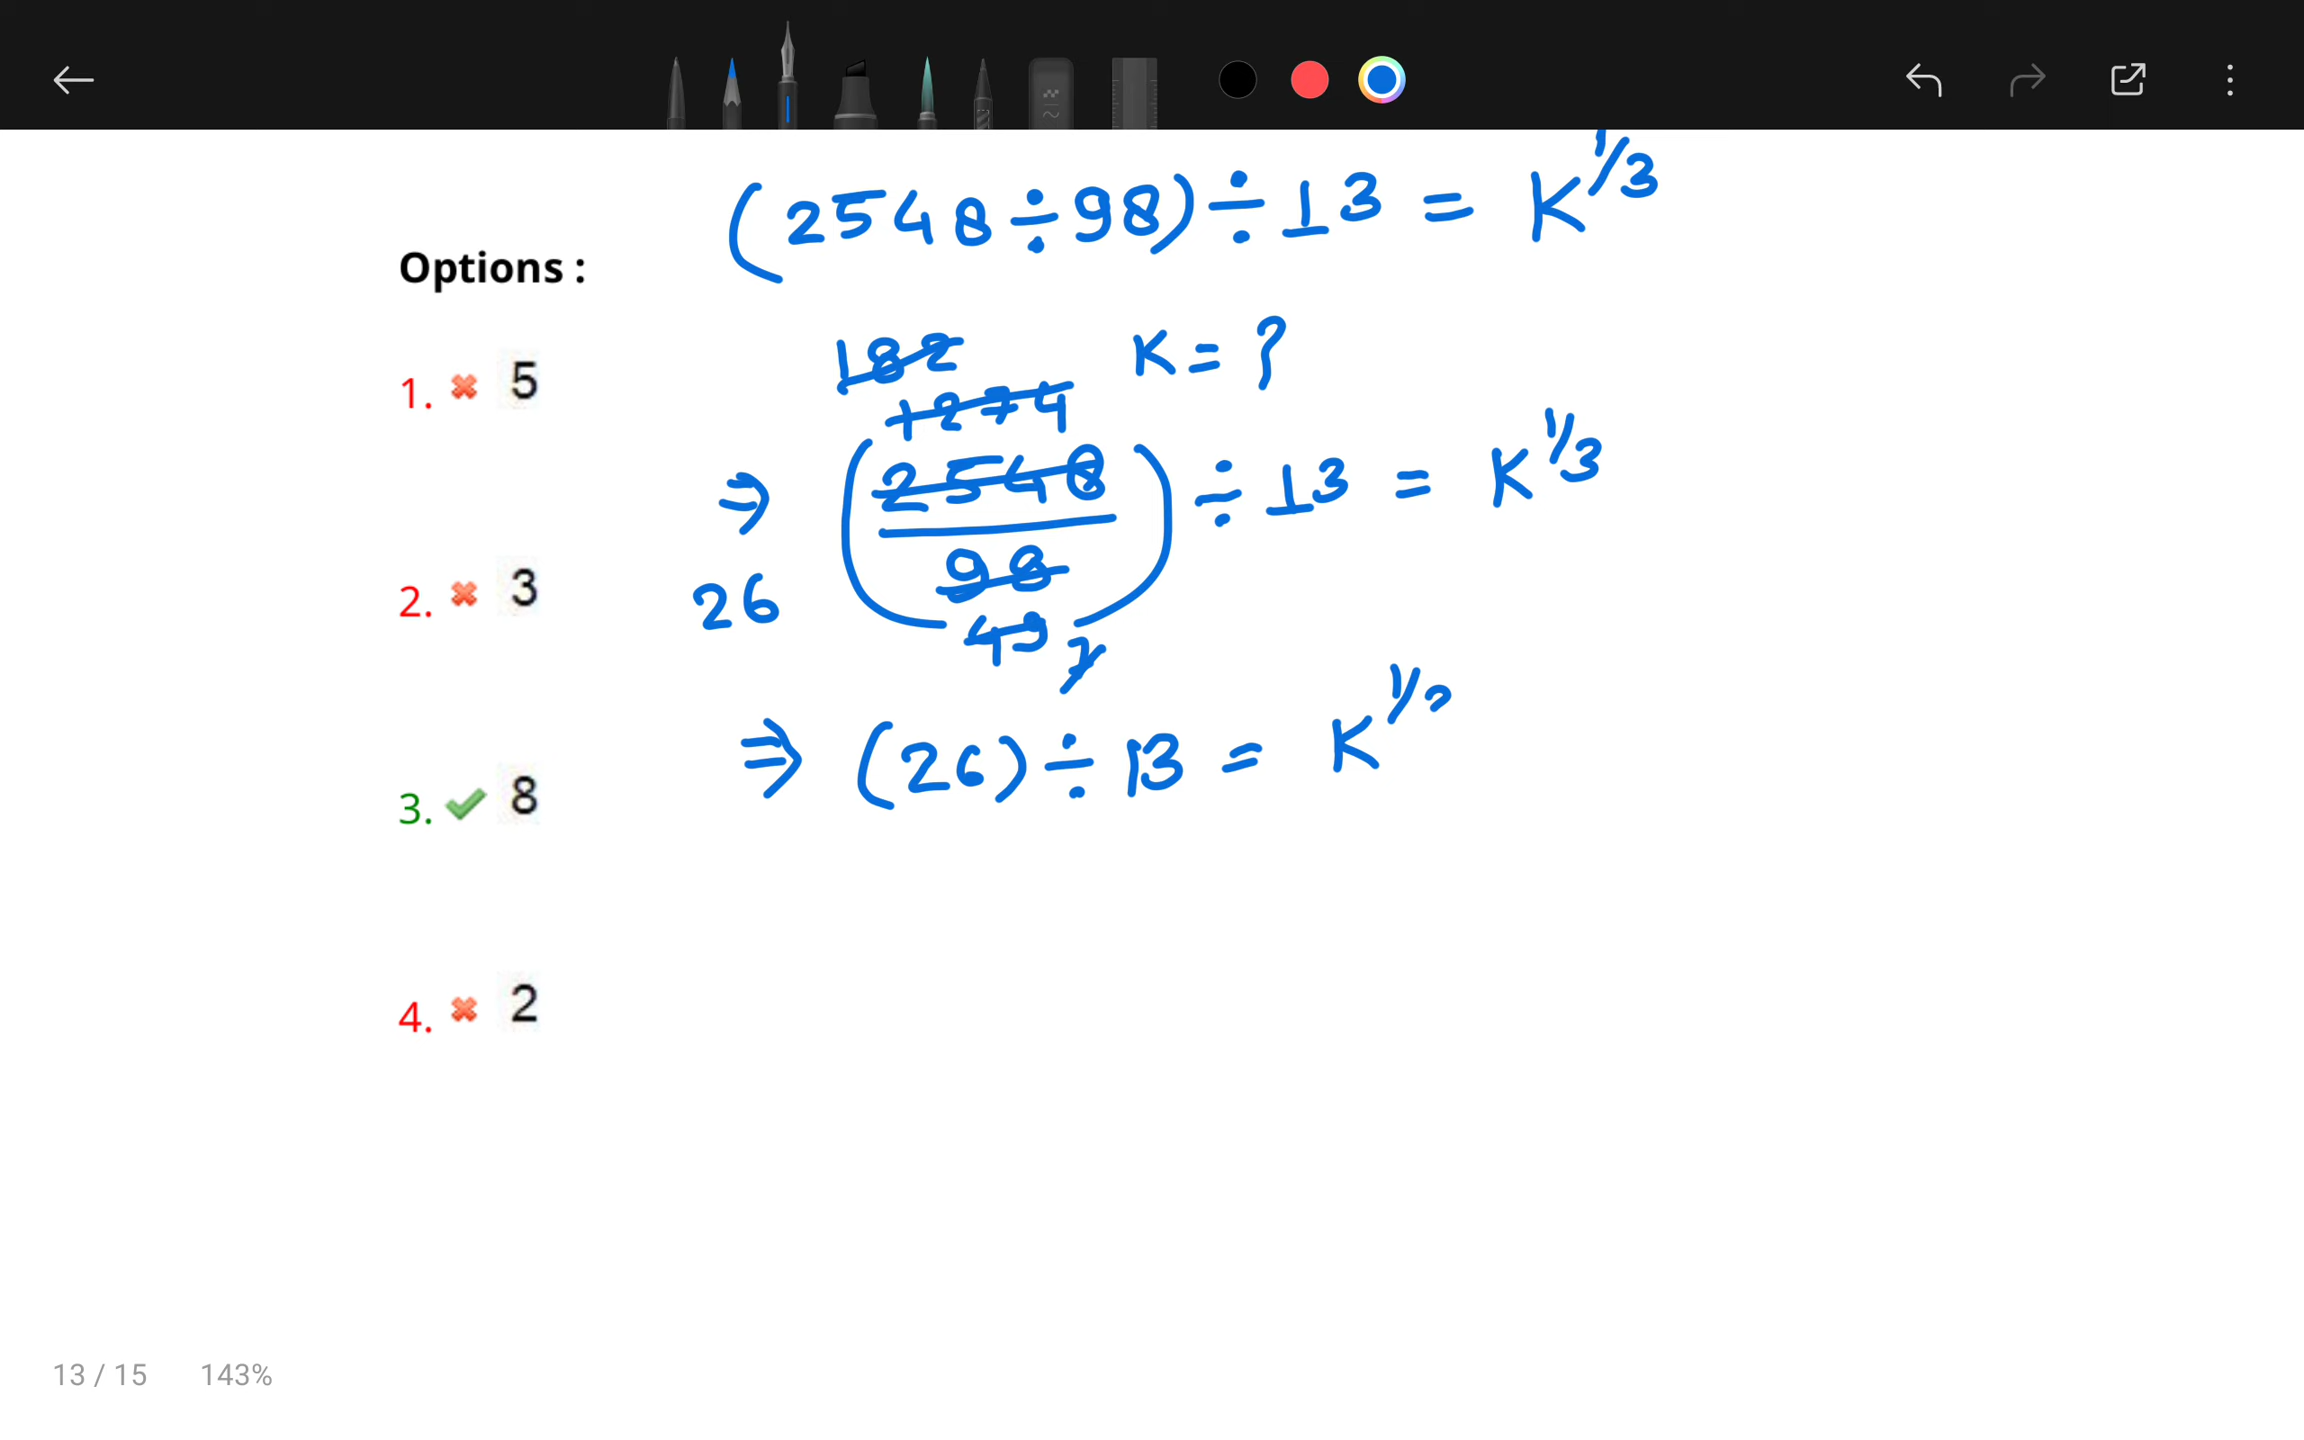 (2548÷98)÷13 = K^1/3
Options :
182
K = ?
1274
1. 5
⇒ (2548/98) ÷ 13 = K^1/3
2. 3
26
49
7
⇒ (26) ÷ 13 = K^1/
3. 8
4. 2
13 / 15 143%